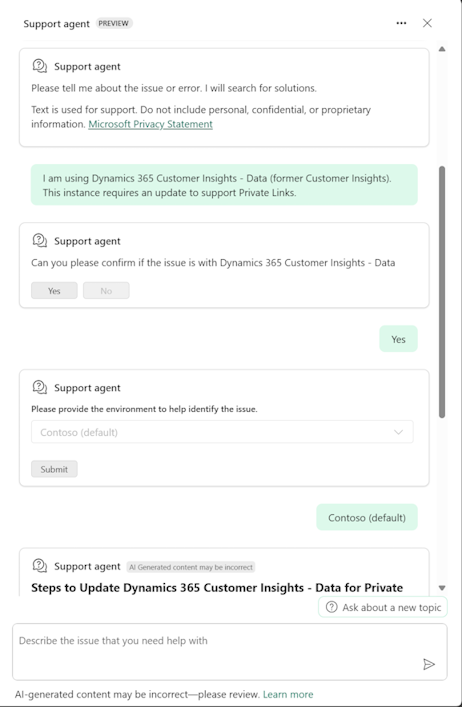 Support agent PREVIEW
Support agent
Please tell me about the issue or error. I will search for solutions.
Text is used for support. Do not include personal, confidential, or proprietary
information. Microsoft Privacy Statement
I am using Dynamics 365 Customer Insights - Data (former Customer Insights).
This instance requires an update to support Private Links.
Support agent
Can you please confirm if the issue is with Dynamics 365 Customer Insights - Data
Yes No
Yes
Support agent
Please provide the environment to help identify the issue.
Contoso (default)
Submit
Contoso (default)
Support agent AI Generated content may be incorrect
Steps to Update Dynamics 365 Customer Insights - Data for Private
Ask about a new topic
Describe the issue that you need help with
AI-generated content may be incorrect—please review. Learn more